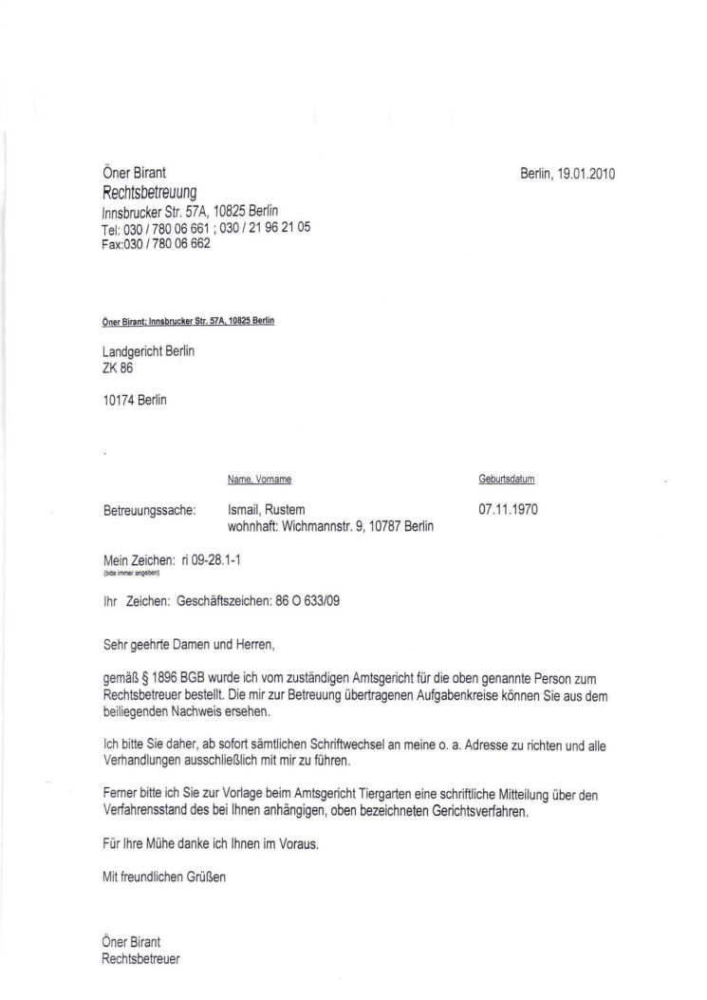 Öner Birant
Berlin, 19.01.2010
Rechtsbetreuung
Innsbrucker Str. 57A, 10825 Berlin
Tel: 030 / 780 06 661 ; 030 / 21 96 21 05
Fax:030 / 780 06 662
Öner Birant; Innsbrucker Str. 57A, 10825 Berlin
Landgericht Berlin
ZK 86
10174 Berlin
Name, Vorname Geburtsdatum
Betreuungssache: Ismail, Rustem 07.11.1970
wohnhaft: Wichmannstr. 9, 10787 Berlin
Mein Zeichen: ri 09-28.1-1
(bitte immer angeben)
Ihr Zeichen: Geschäftszeichen: 86 O 633/09
Sehr geehrte Damen und Herren,
gemäß § 1896 BGB wurde ich vom zuständigen Amtsgericht für die oben genannte Person zum
Rechtsbetreuer bestellt. Die mir zur Betreuung übertragenen Aufgabenkreise können Sie aus dem
beiliegenden Nachweis ersehen.
Ich bitte Sie daher, ab sofort sämtlichen Schriftwechsel an meine o. a. Adresse zu richten und alle
Verhandlungen ausschließlich mit mir zu führen.
Ferner bitte ich Sie zur Vorlage beim Amtsgericht Tiergarten eine schriftliche Mitteilung über den
Verfahrensstand des bei Ihnen anhängigen, oben bezeichneten Gerichtsverfahren.
Für Ihre Mühe danke ich Ihnen im Voraus.
Mit freundlichen Grüßen
Öner Birant
Rechtsbetreuer